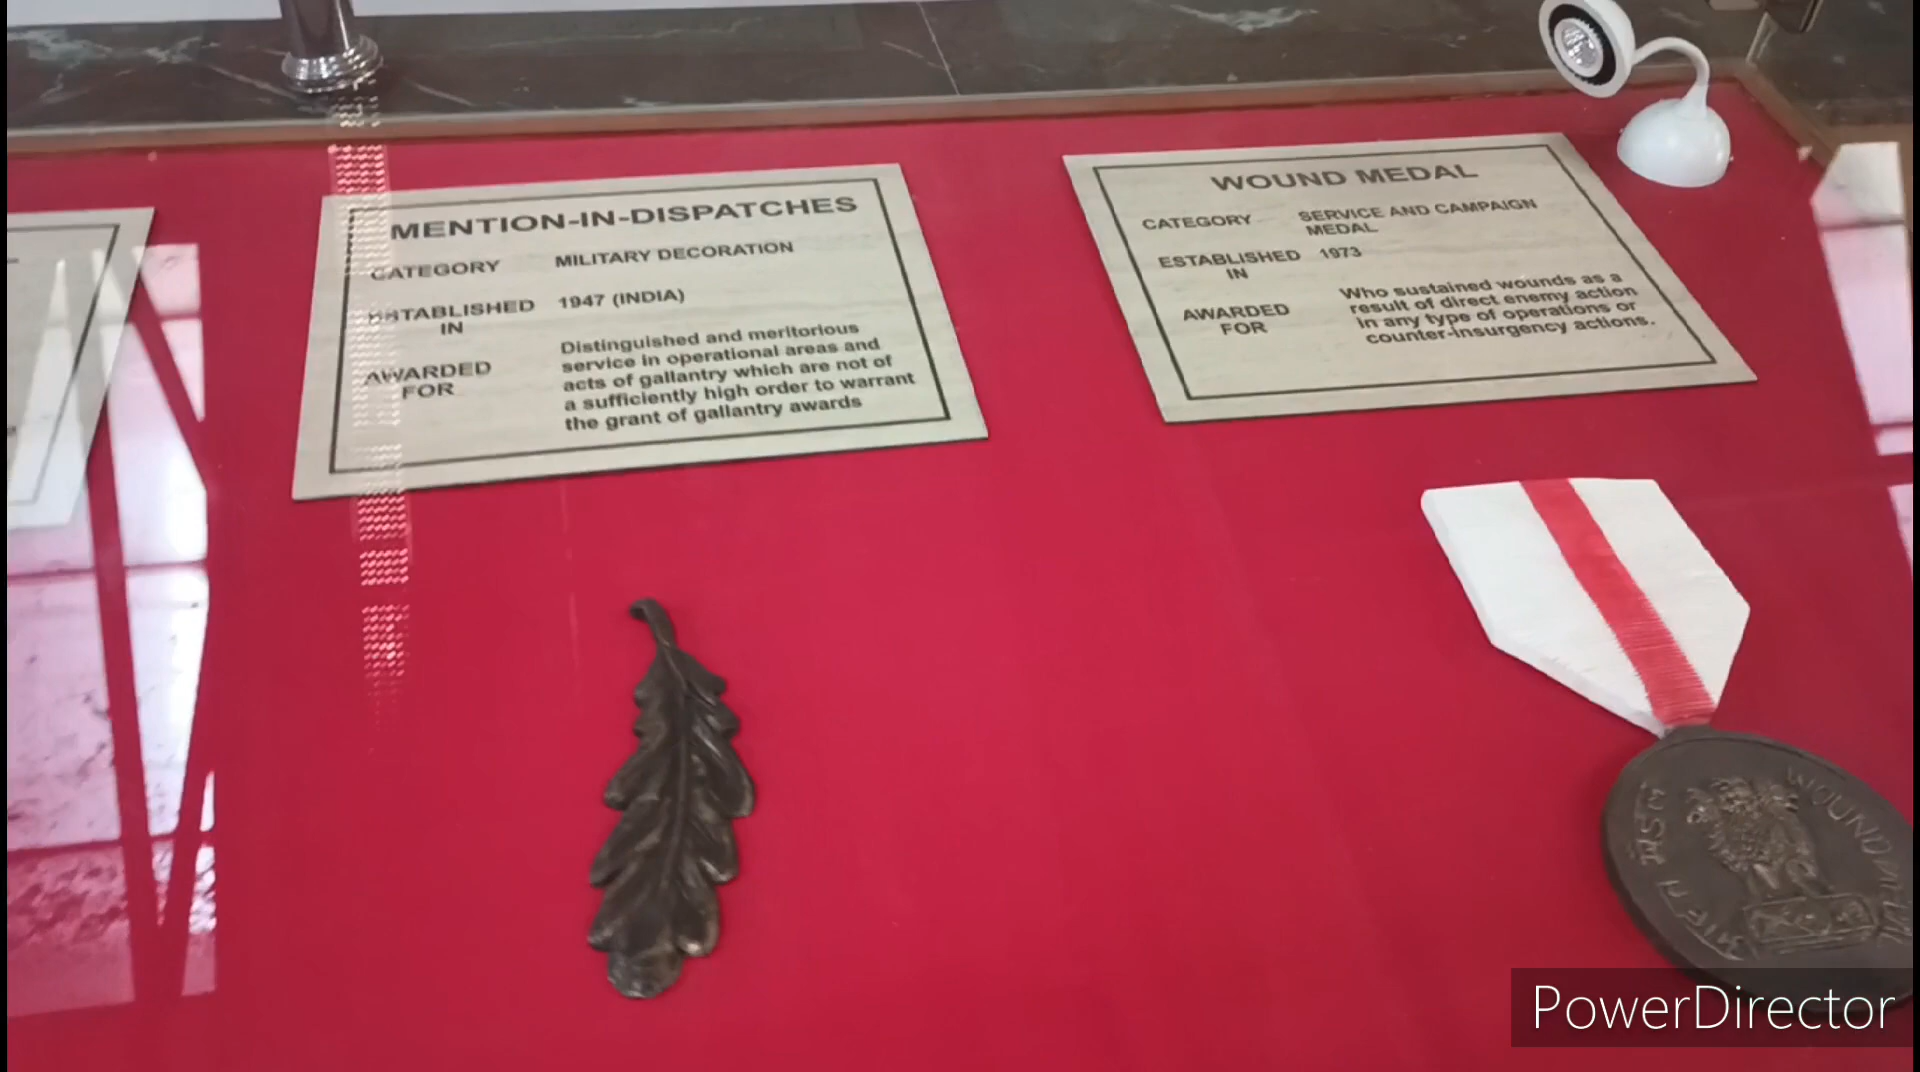 MENTION-IN-DISPATCHES
CATEGORY MILITARY DECORATION
ESTABLISHED IN 1947 (INDIA)
AWARDED FOR Distinguished and meritorious
service in operational areas and
acts of gallantry which are not of
a sufficiently high order to warrant
the grant of gallantry awards
WOUND MEDAL
CATEGORY SERVICE AND CAMPAIGN
MEDAL
ESTABLISHED IN 1973
AWARDED FOR Who sustained wounds as a
result of direct enemy action
in any type of operations or
counter-insurgency actions.
WOUND
PowerDirector